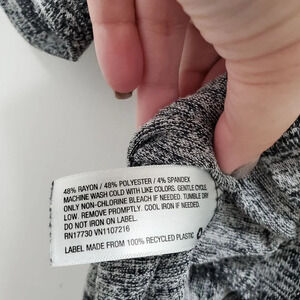 48% RAYON / 48% POLYESTER / 4% SPANDEX
MACHINE WASH COLD WITH LIKE COLORS. GENTLE CYCLE.
ONLY NON-CHLORINE BLEACH IF NEEDED. TUMBLE DRY
LOW. REMOVE PROMPTLY. COOL IRON IF NEEDED.
DO NOT IRON ON LABEL.
RN17730 VN1107216
LABEL MADE FROM 100% RECYCLED PLASTIC